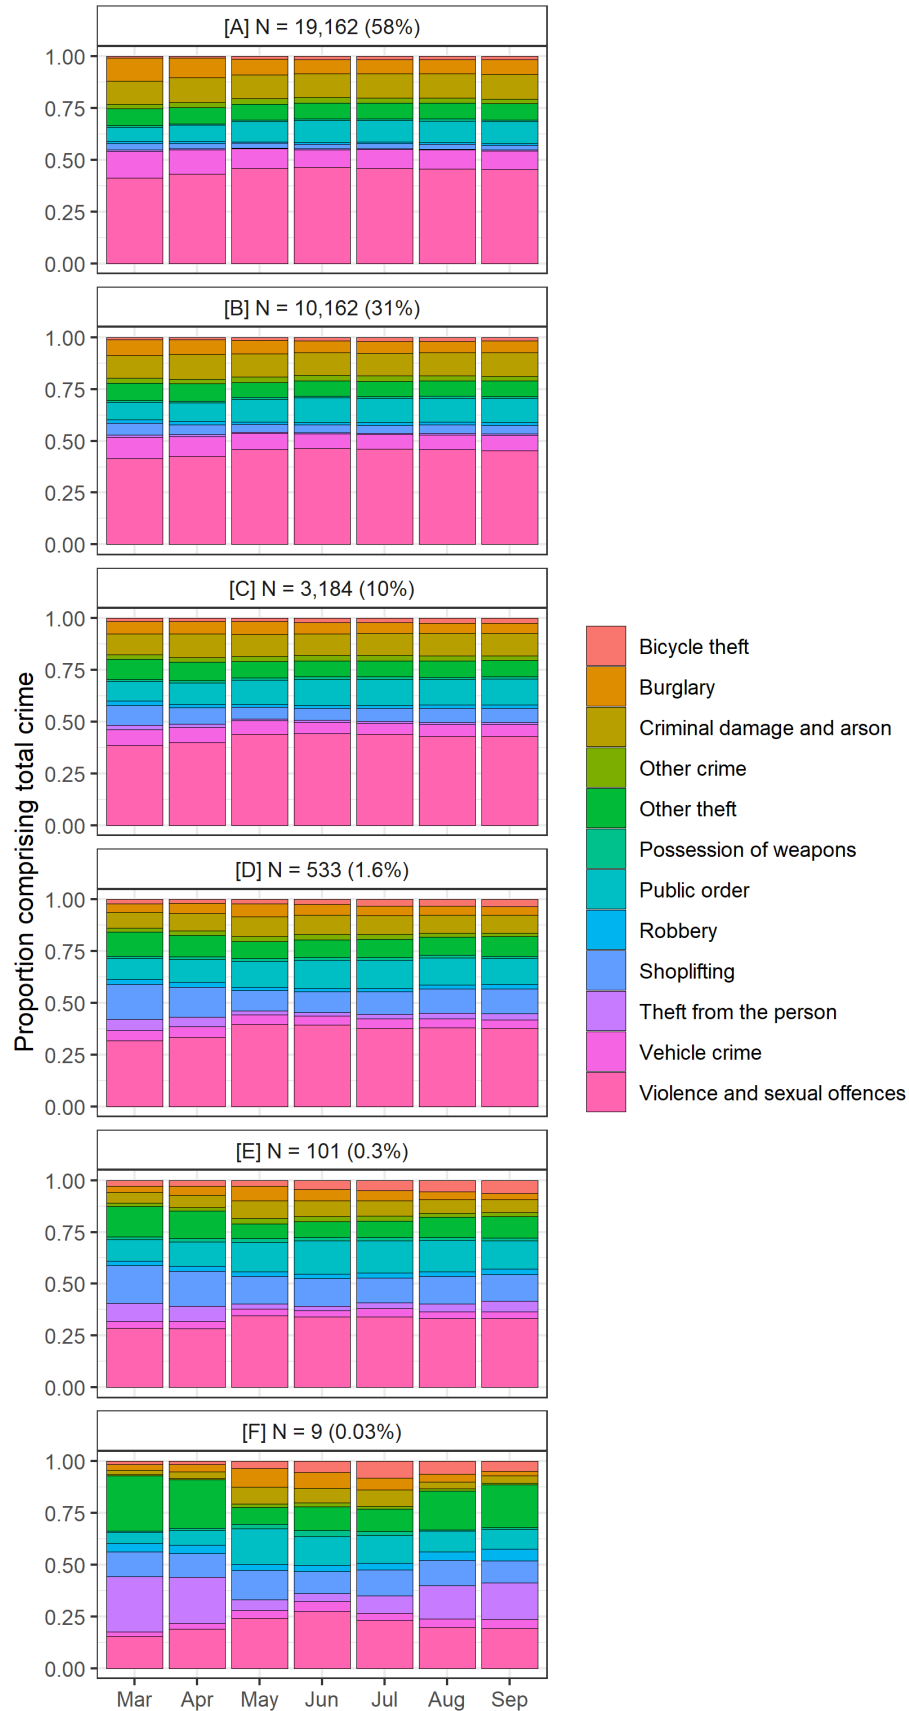 [A] N = 19,162 (58%)
1.00
0.75
0.50
0.25
0.00
[B] N = 10,162 (31%)
1.00
0.75
0.50
0.25
0.00
[C] N = 3,184 (10%)
1.00
0.75
0.50
0.25
0.00
[D] N = 533 (1.6%)
1.00
0.75
0.50
0.25
0.00
[E] N = 101 (0.3%)
1.00
0.75
0.50
0.25
0.00
[F] N = 9 (0.03%)
1.00
0.75
0.50
0.25
0.00
Mar Apr May Jun Jul Aug Sep
Proportion comprising total crime
Bicycle theft
Burglary
Criminal damage and arson
Other crime
Other theft
Possession of weapons
Public order
Robbery
Shoplifting
Theft from the person
Vehicle crime
Violence and sexual offences